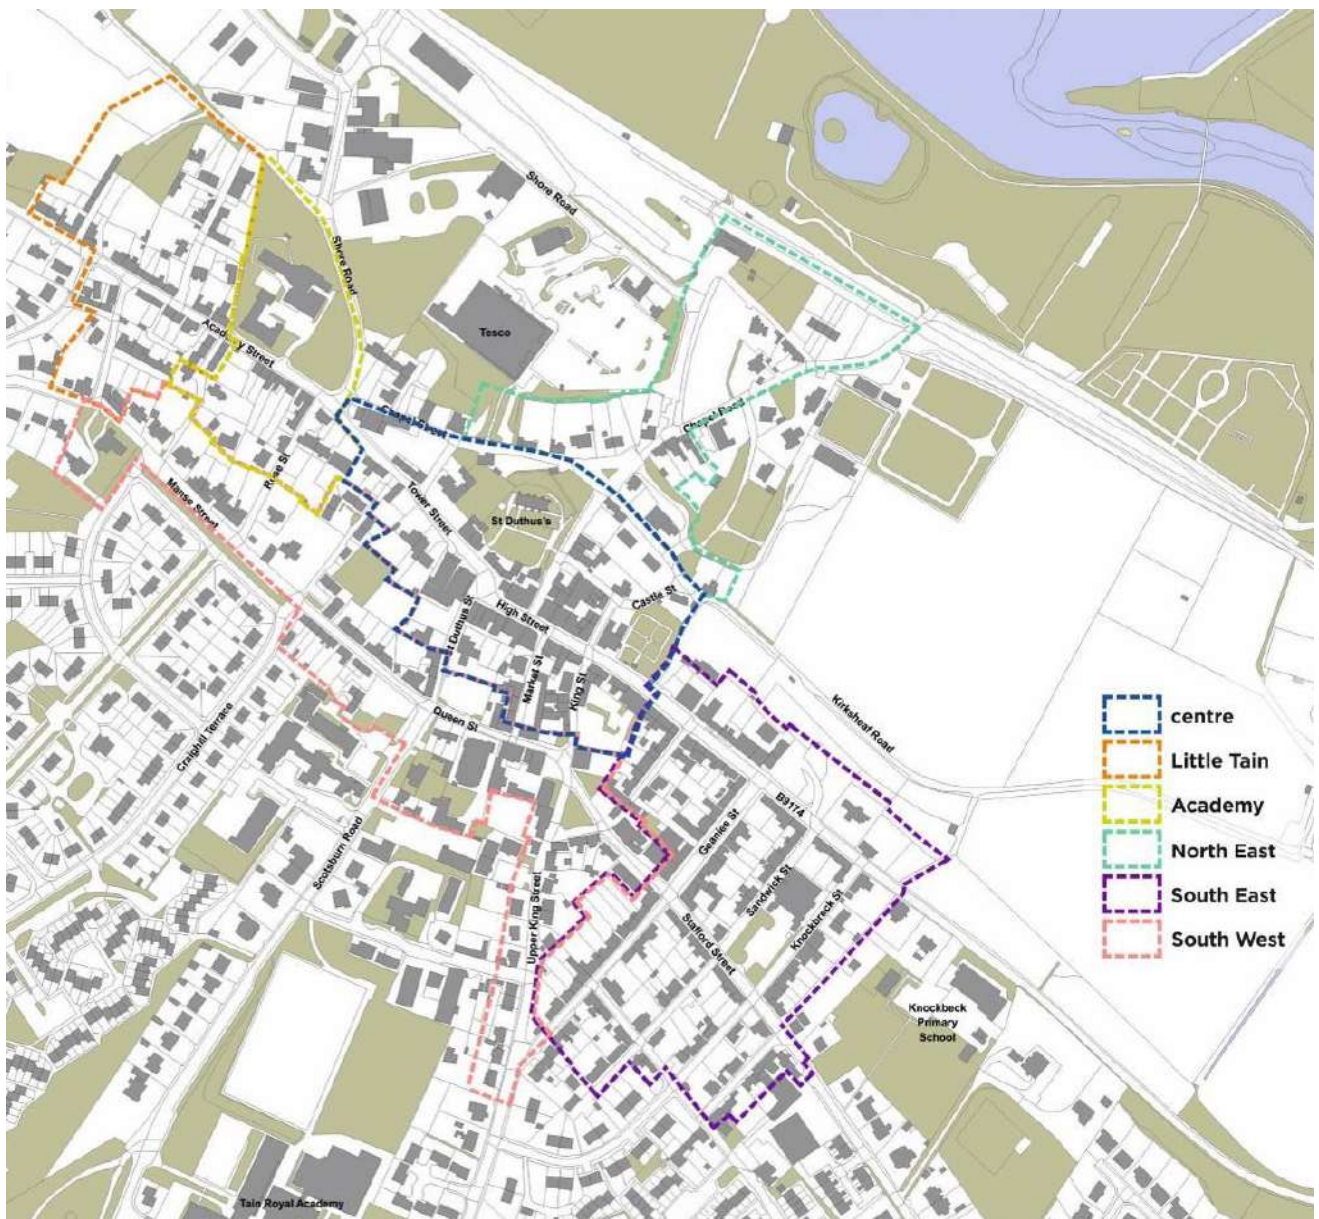 Shore Road
Shore Road
Tesco
Academy Street
Chapel Street
Chapel Road
Rose St
Manse Street
Tower Street
St Duthus's
Castle St
High Street
St Duthus St
Market St
King St
Queen St
Kirksheaf Road
Craighill Terrace
B9174
Geanies St
Scotsburn Road
Sandwick St
Upper King Street
Stafford Street
Knockbreck St
Knockbeck
Primary
School
Tain Royal Academy
centre
Little Tain
Academy
North East
South East
South West